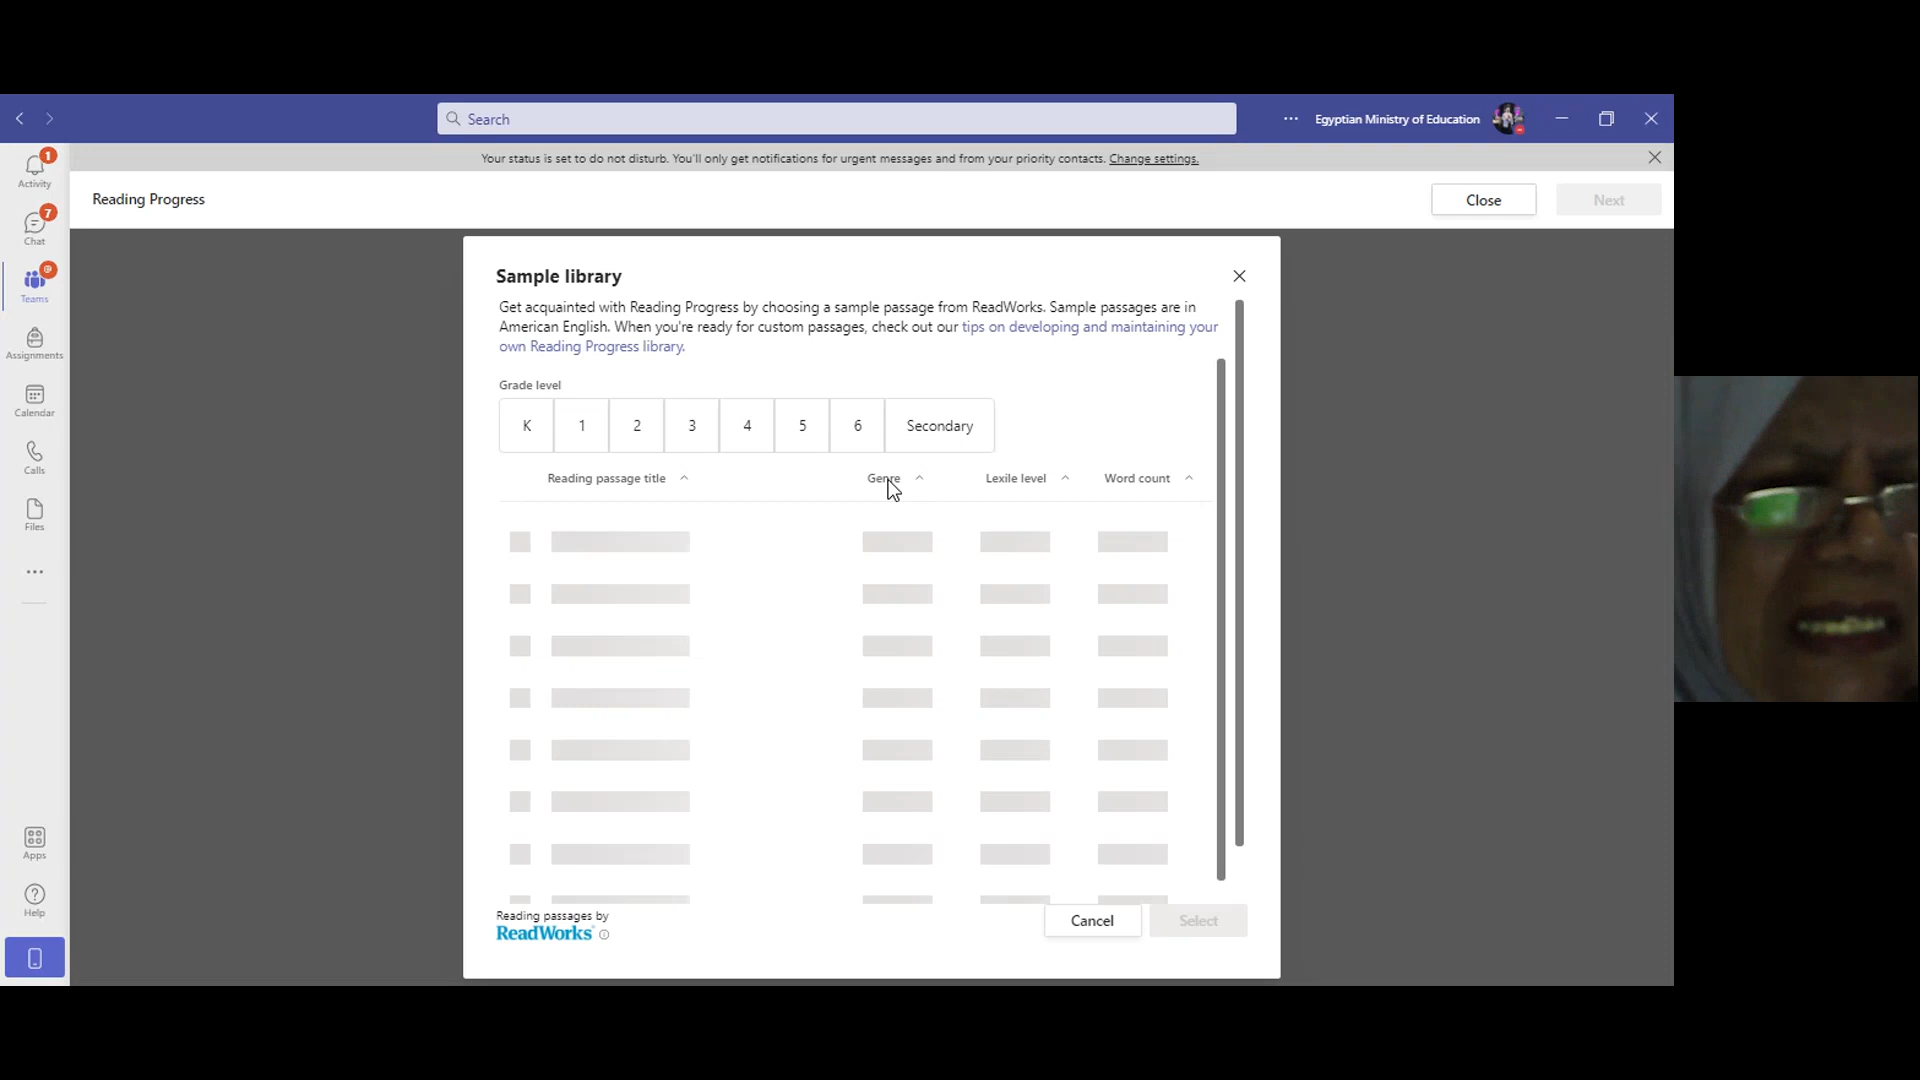 Search
Egyptian Ministry of Education
Your status is set to do not disturb. You'll only get notifications for urgent messages and from your priority contacts. Change settings.
1
Activity
7
Chat
@
Teams
Assignments
Calendar
Calls
Files
Apps
Help
Reading Progress
Close
Next
Sample library
Get acquainted with Reading Progress by choosing a sample passage from ReadWorks. Sample passages are in
American English. When you're ready for custom passages, check out our tips on developing and maintaining your
own Reading Progress library.
Grade level
K 1 2 3 4 5 6 Secondary
Reading passage title Genre Lexile level Word count
Reading passages by
ReadWorks
Cancel
Select